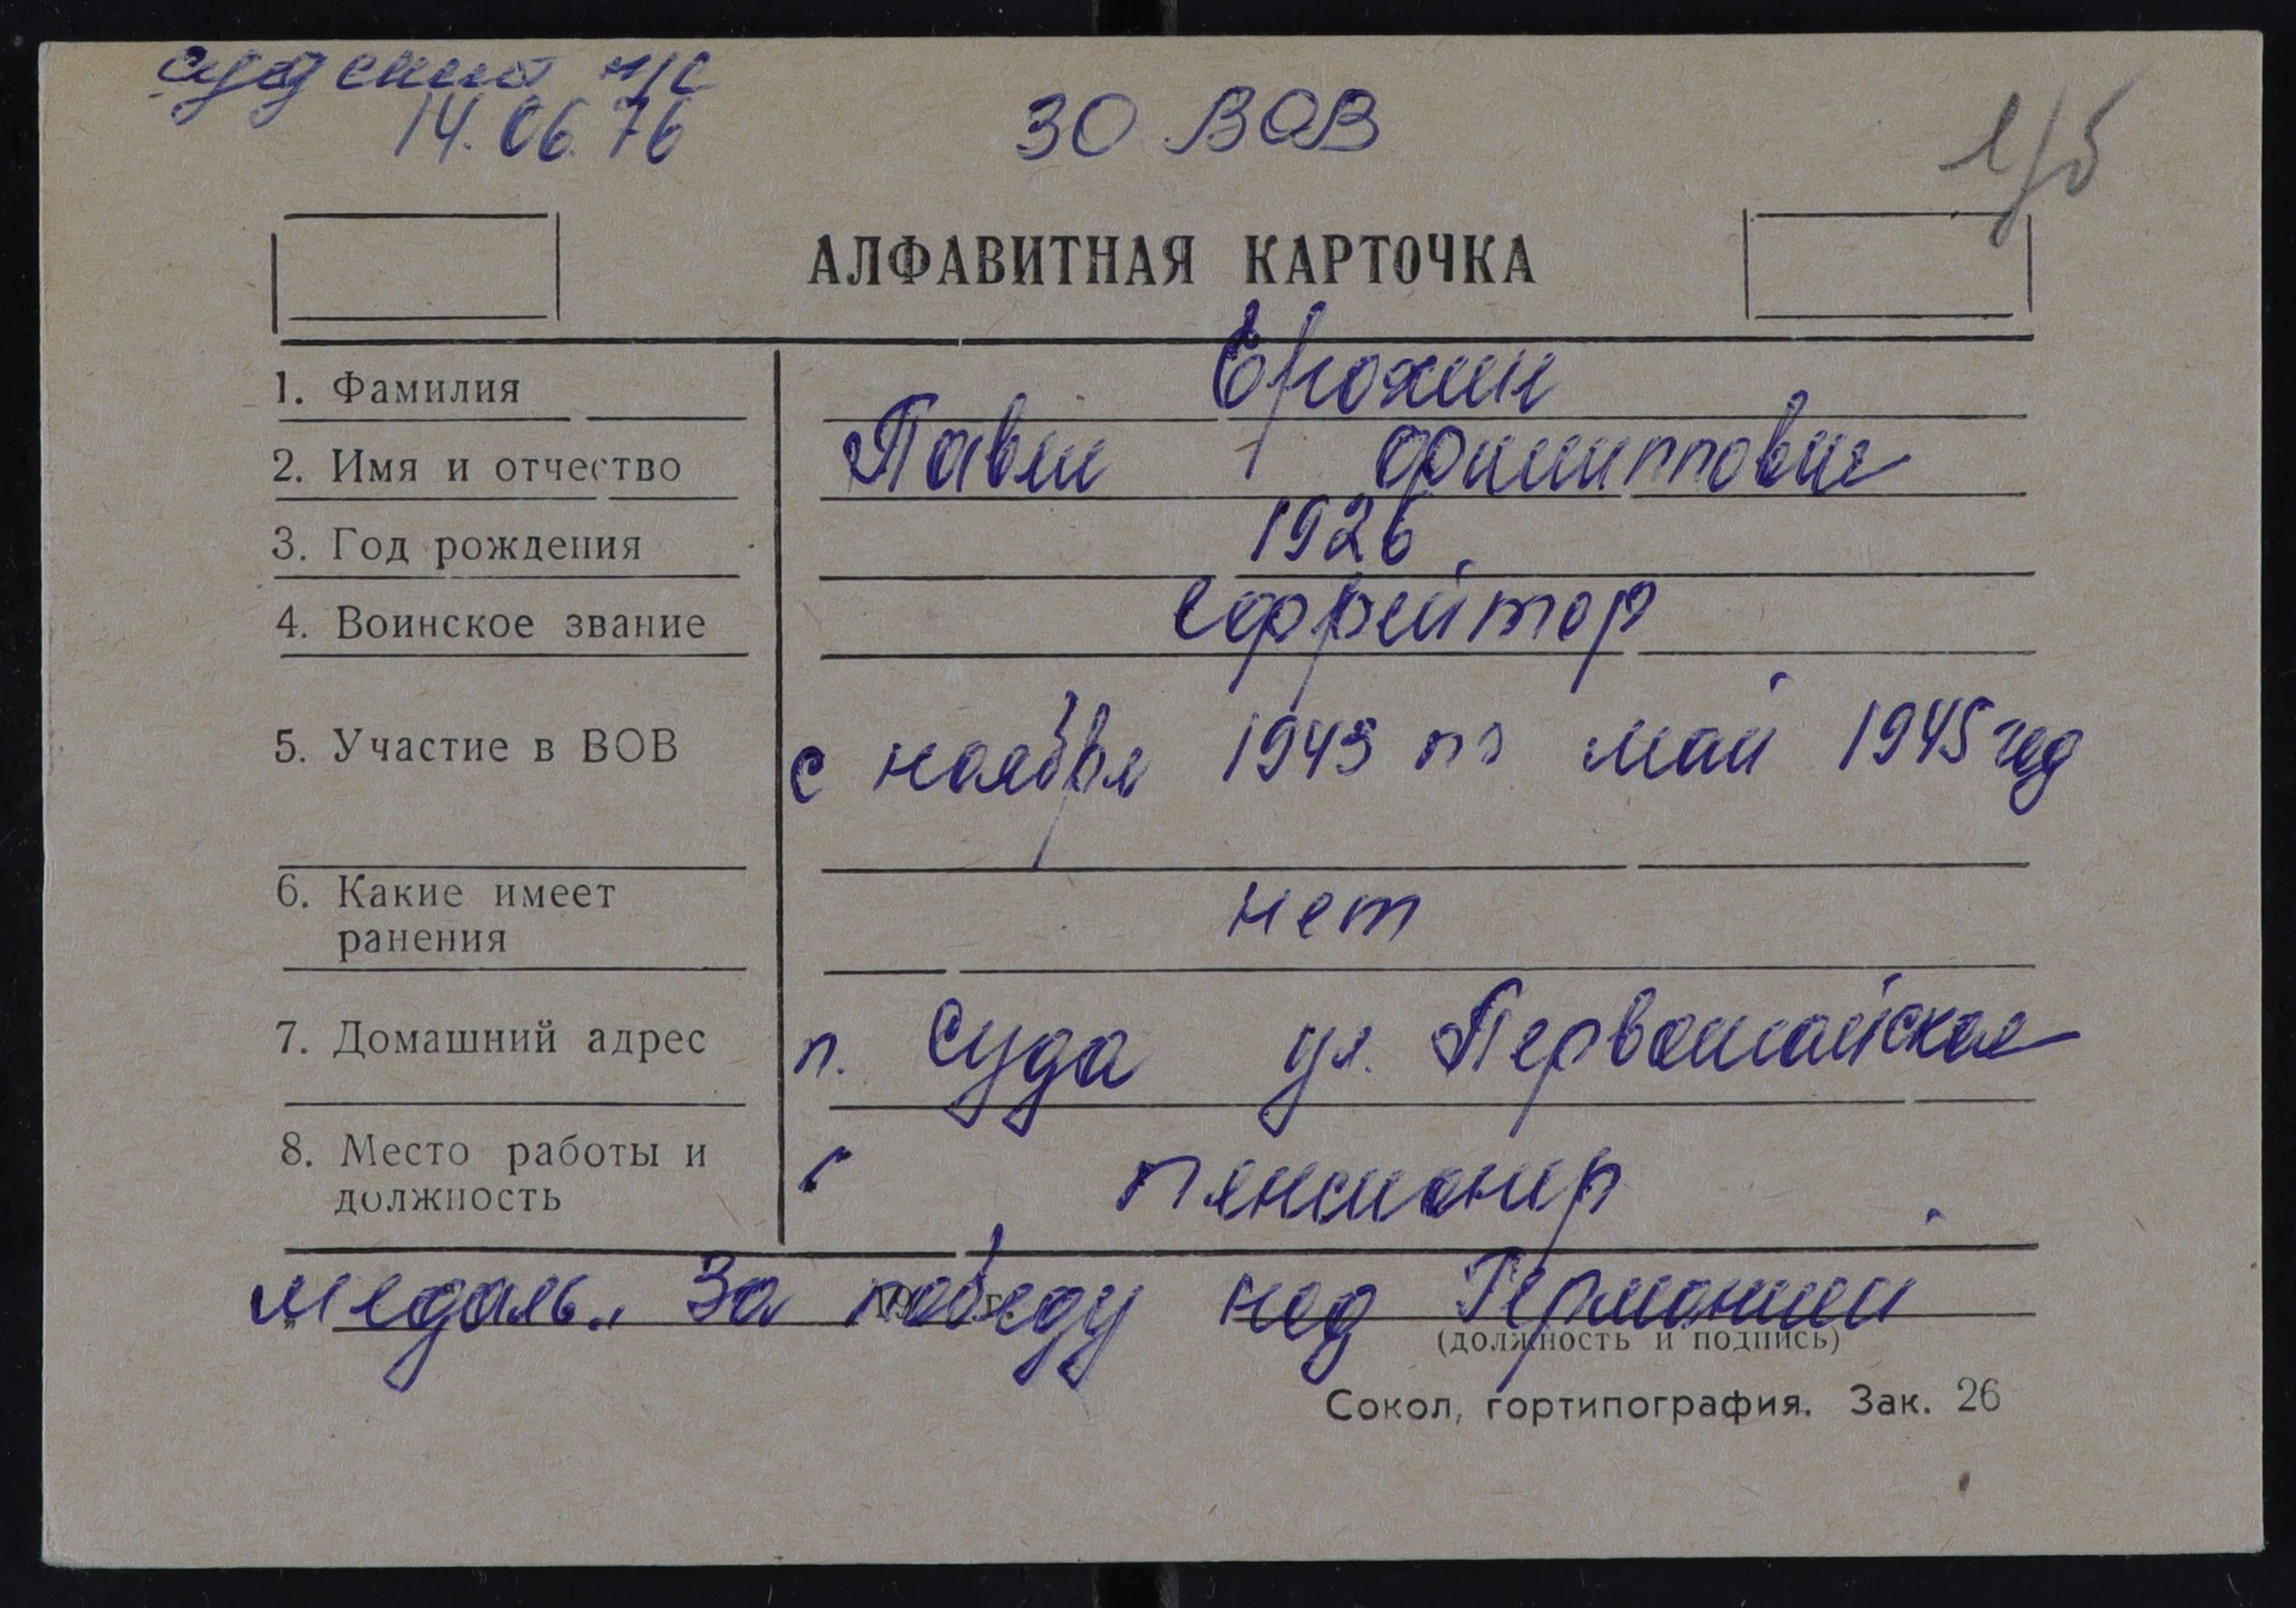 Судский п/с
14.06.76
30 ВОВ
АЛФАВИТНАЯ КАРТОЧКА
1. Фамилия Ерохин
2. Имя и отчество Павел Филиппович
3. Год рождения 1926
4. Воинское звание ефрейтор
5. Участие в ВОВ с ноября 1943 по май 1945 год
6. Какие имеет
ранения нет
7. Домашний адрес п. Суда ул. Первомайская
8. Место работы и
должность пенсионер
медаль „За победу над Германией
(должность и подпись)
Сокол, гортипография. Зак. 26